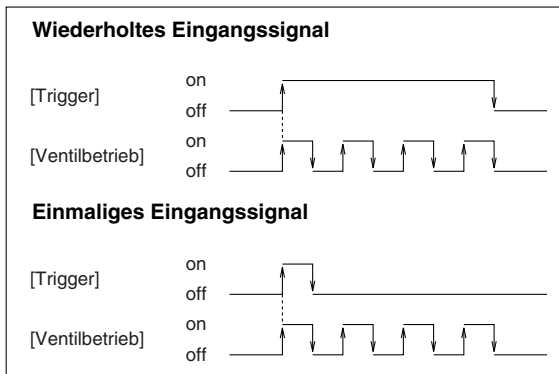 Wiederholtes Eingangssignal
on
[Trigger]
off
on
[Ventilbetrieb]
off
Einmaliges Eingangssignal
on
[Trigger]
off
on
[Ventilbetrieb]
off